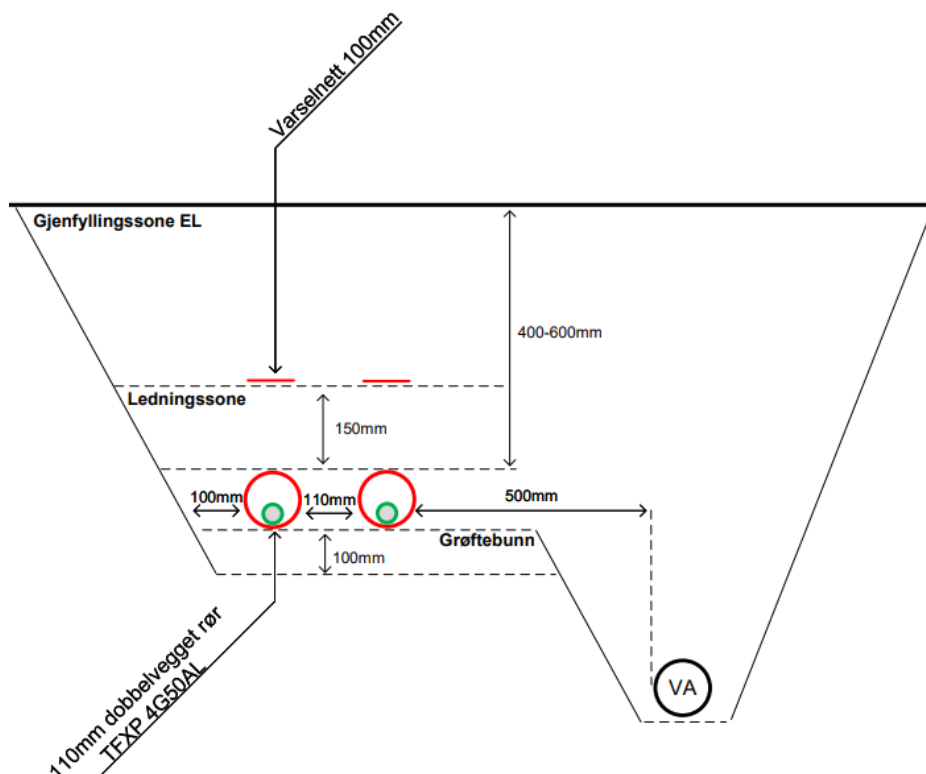 Varselnett 100mm
Gjenfyllingssone EL
400-600mm
Ledningssone
150mm
100mm
110mm
500mm
Grøftebunn
100mm
110mm dobbelvegget rør
TFXP 4G50AL
VA